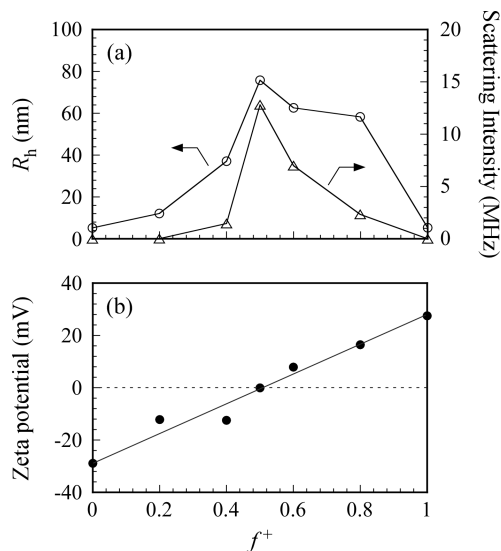 (a)
100
80
60
40
20
0
R_h (nm)
20
15
10
5
0
Scattering Intensity (MHz)
(b)
40
20
0
-20
-40
Zeta potential (mV)
0 0.2 0.4 0.6 0.8 1
f^+